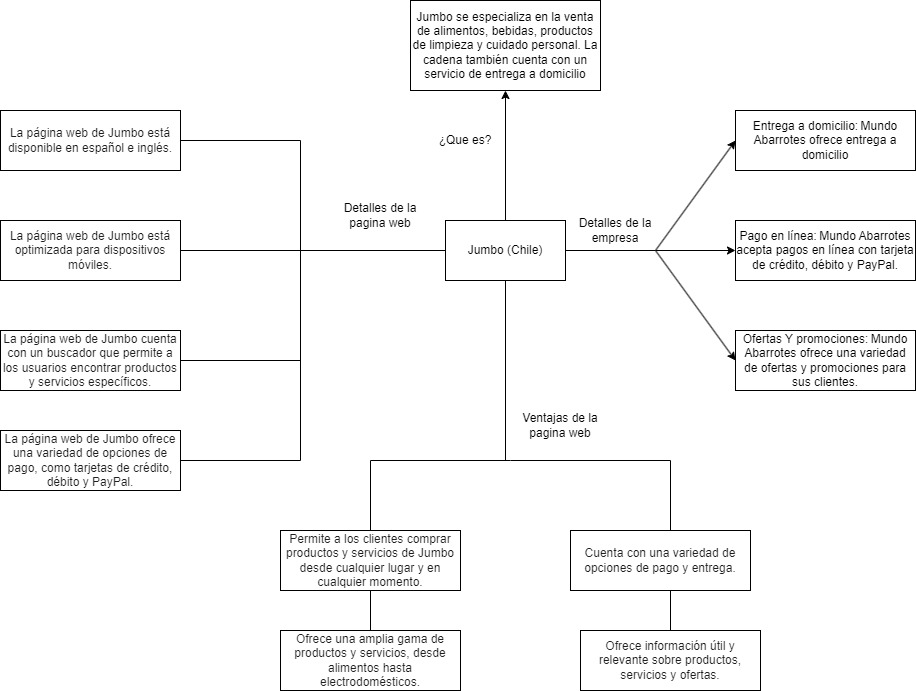 Jumbo se especializa en la venta
de alimentos, bebidas, productos
de limpieza y cuidado personal. La
cadena también cuenta con un
servicio de entrega a domicilio
¿Que es?
La página web de Jumbo está
disponible en español e inglés.
La página web de Jumbo está
optimizada para dispositivos
móviles.
La página web de Jumbo cuenta
con un buscador que permite a
los usuarios encontrar productos
y servicios específicos.
La página web de Jumbo ofrece
una variedad de opciones de
pago, como tarjetas de crédito,
débito y PayPal.
Detalles de la
pagina web
Jumbo (Chile)
Detalles de la
empresa
Entrega a domicilio: Mundo
Abarrotes ofrece entrega a
domicilio
Pago en línea: Mundo Abarrotes
acepta pagos en línea con tarjeta
de crédito, débito y PayPal.
Ofertas Y promociones: Mundo
Abarrotes ofrece una variedad
de ofertas y promociones para
sus clientes.
Ventajas de la
pagina web
Permite a los clientes comprar
productos y servicios de Jumbo
desde cualquier lugar y en
cualquier momento.
Cuenta con una variedad de
opciones de pago y entrega.
Ofrece una amplia gama de
productos y servicios, desde
alimentos hasta
electrodomésticos.
Ofrece información útil y
relevante sobre productos,
servicios y ofertas.